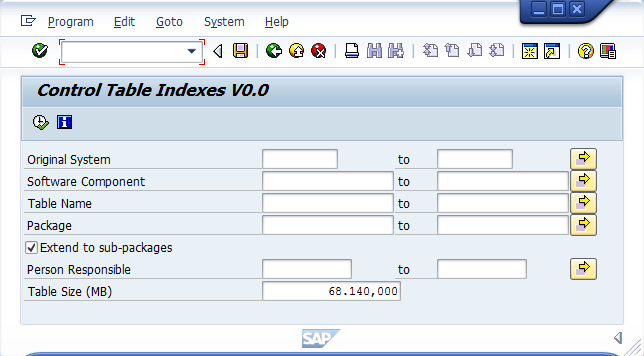 Program Edit Goto System Help
Control Table Indexes V0.0
Original System to
Software Component to
Table Name to
Package to
Extend to sub-packages
Person Responsible to
Table Size (MB) 68.140,000
SAP